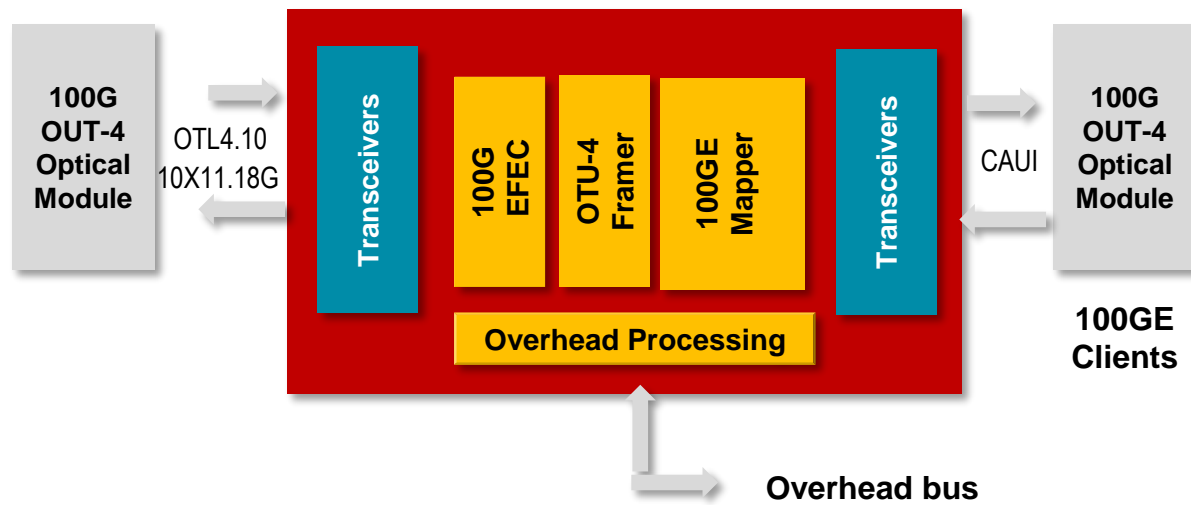 100G
OUT-4
Optical
Module
OTL4.10
10X11.18G
Transceivers
100G
EFEC
OTU-4
Framer
100GE
Mapper
Transceivers
Overhead Processing
CAUI
100G
OUT-4
Optical
Module
100GE
Clients
Overhead bus